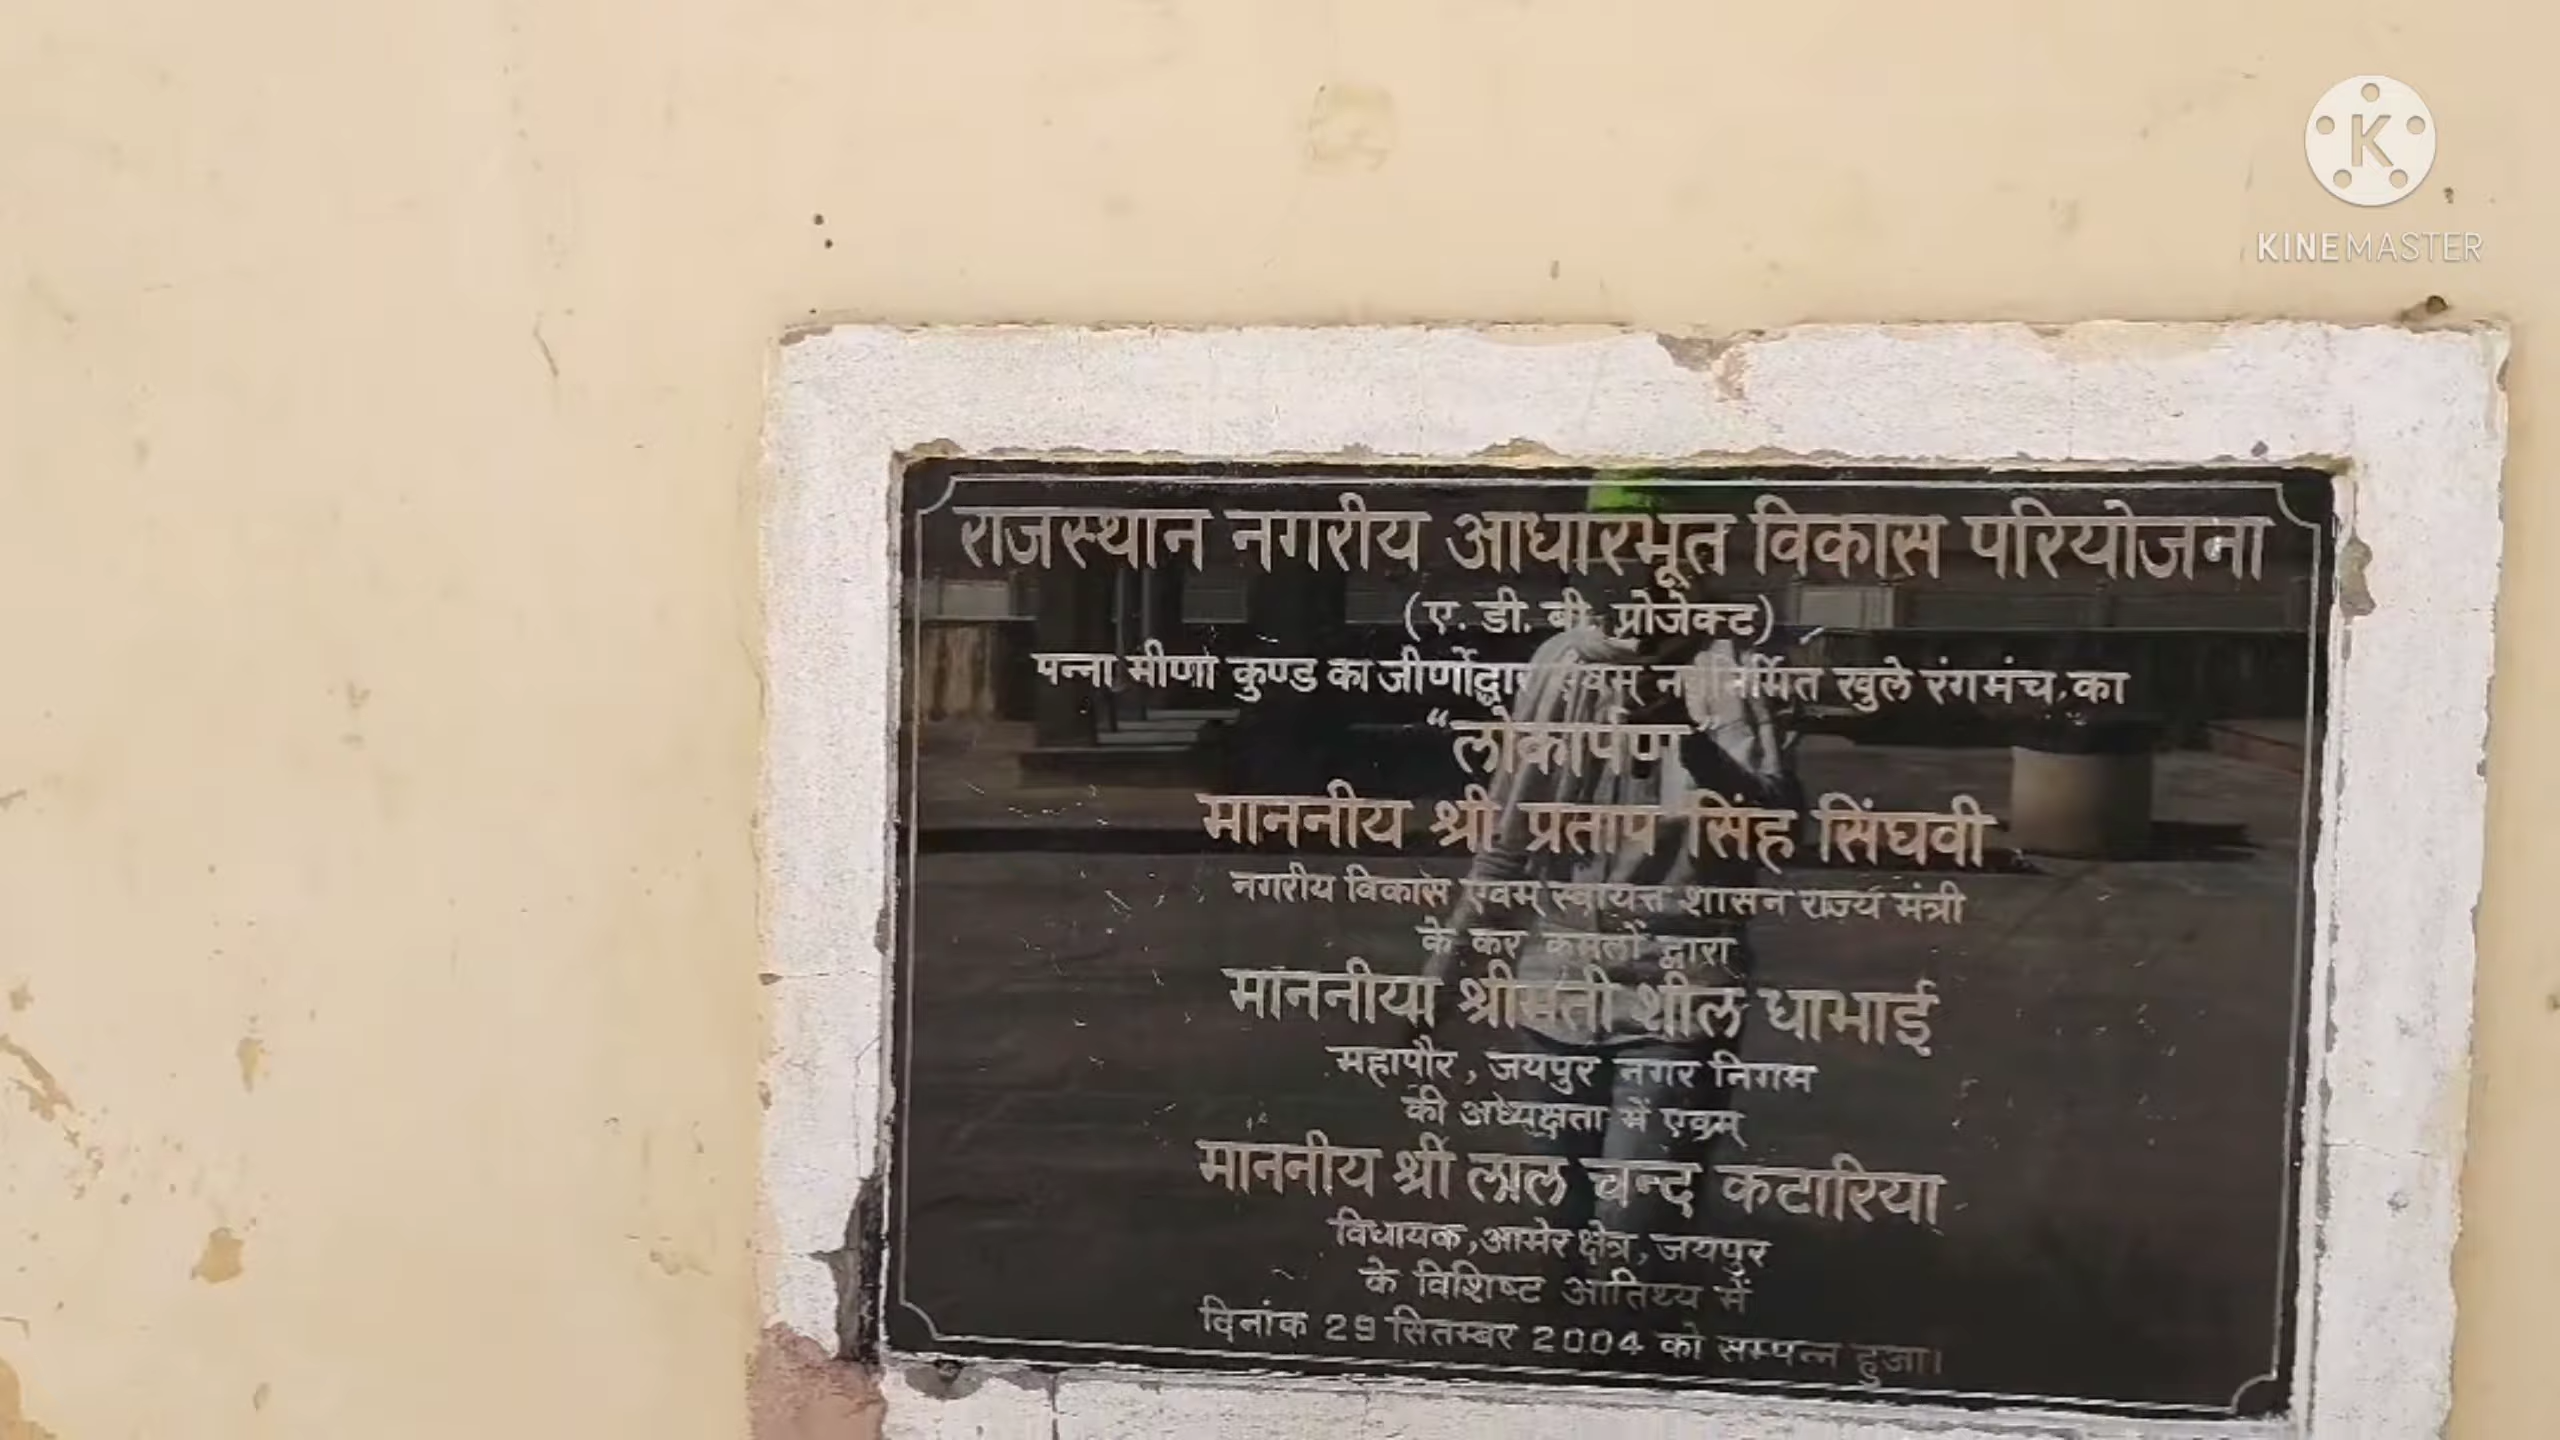 KINEMASTER
राजस्थान नगरीय आधारभूत विकास परियोजना
(ए. डी. बी. प्रोजेक्ट)
पन्ना मीणा कुण्ड का जीर्णोद्धार एवम् नवनिर्मित खुले रंगमंच का
“लोकार्पण”
माननीय श्री प्रताप सिंह सिंघवी
नगरीय विकास एवम् स्वायत्त शासन राज्य मंत्री
के कर कमलों द्वारा
माननीया श्रीमती शील धाभाई
महापौर, जयपुर नगर निगम
की अध्यक्षता में एवम्
माननीय श्री लाल चन्द कटारिया
विधायक, आमेर क्षेत्र, जयपुर
के विशिष्ट आतिथ्य में
दिनांक 29 सितम्बर 2004 को सम्पन्न हुआ।